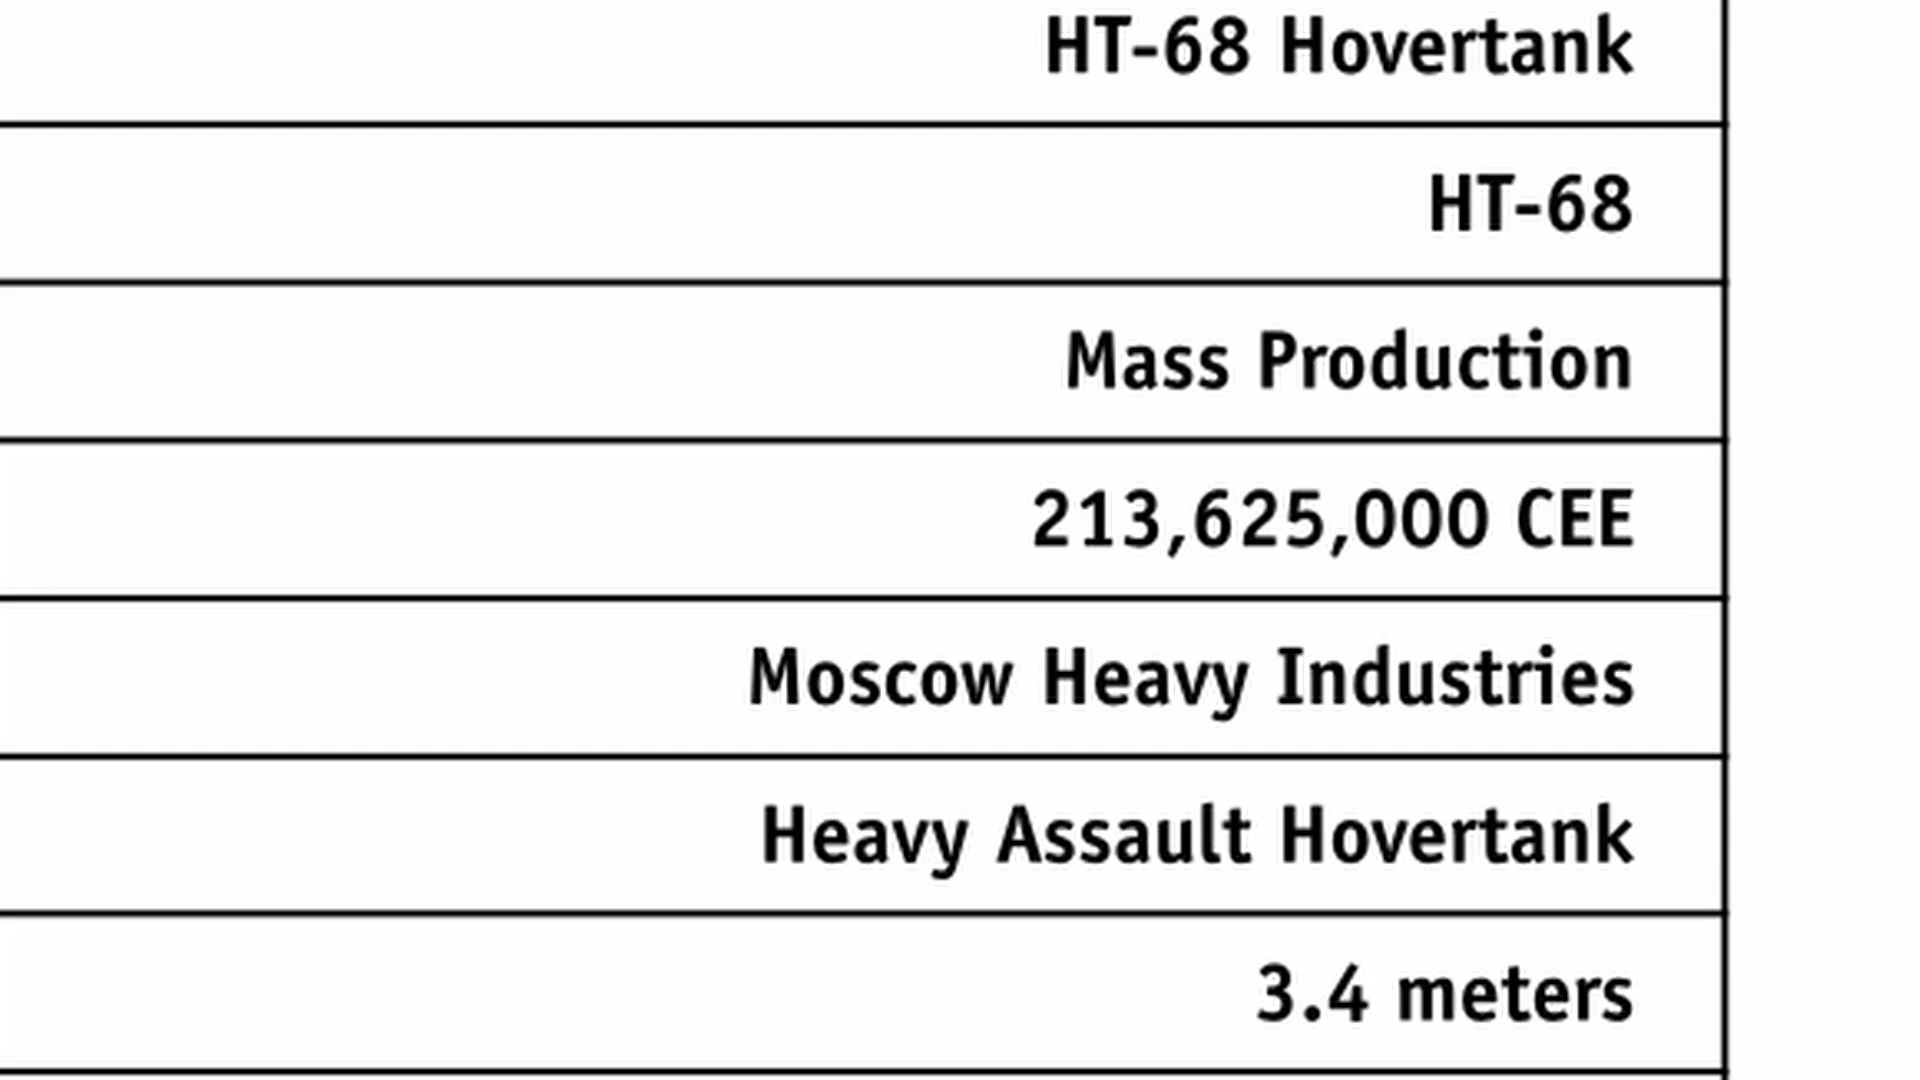 HT-68 Hovertank
HT-68
Mass Production
213,625,000 CEE
Moscow Heavy Industries
Heavy Assault Hovertank
3.4 meters